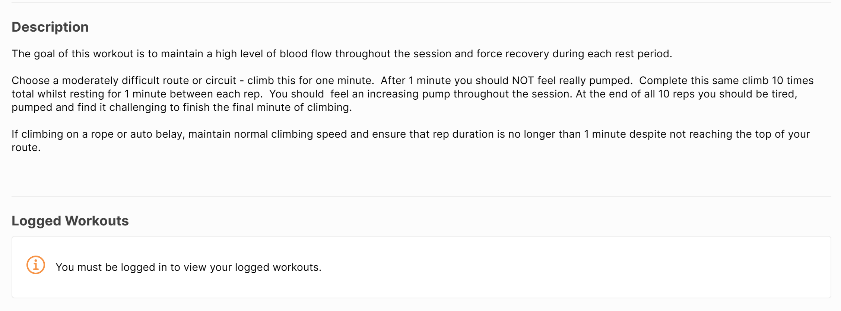 Description
The goal of this workout is to maintain a high level of blood flow throughout the session and force recovery during each rest period.
Choose a moderately difficult route or circuit - climb this for one minute.  After 1 minute you should NOT feel really pumped.  Complete this same climb 10 times
total whilst resting for 1 minute between each rep.  You should  feel an increasing pump throughout the session. At the end of all 10 reps you should be tired,
pumped and find it challenging to finish the final minute of climbing.
If climbing on a rope or auto belay, maintain normal climbing speed and ensure that rep duration is no longer than 1 minute despite not reaching the top of your
route.
Logged Workouts
You must be logged in to view your logged workouts.